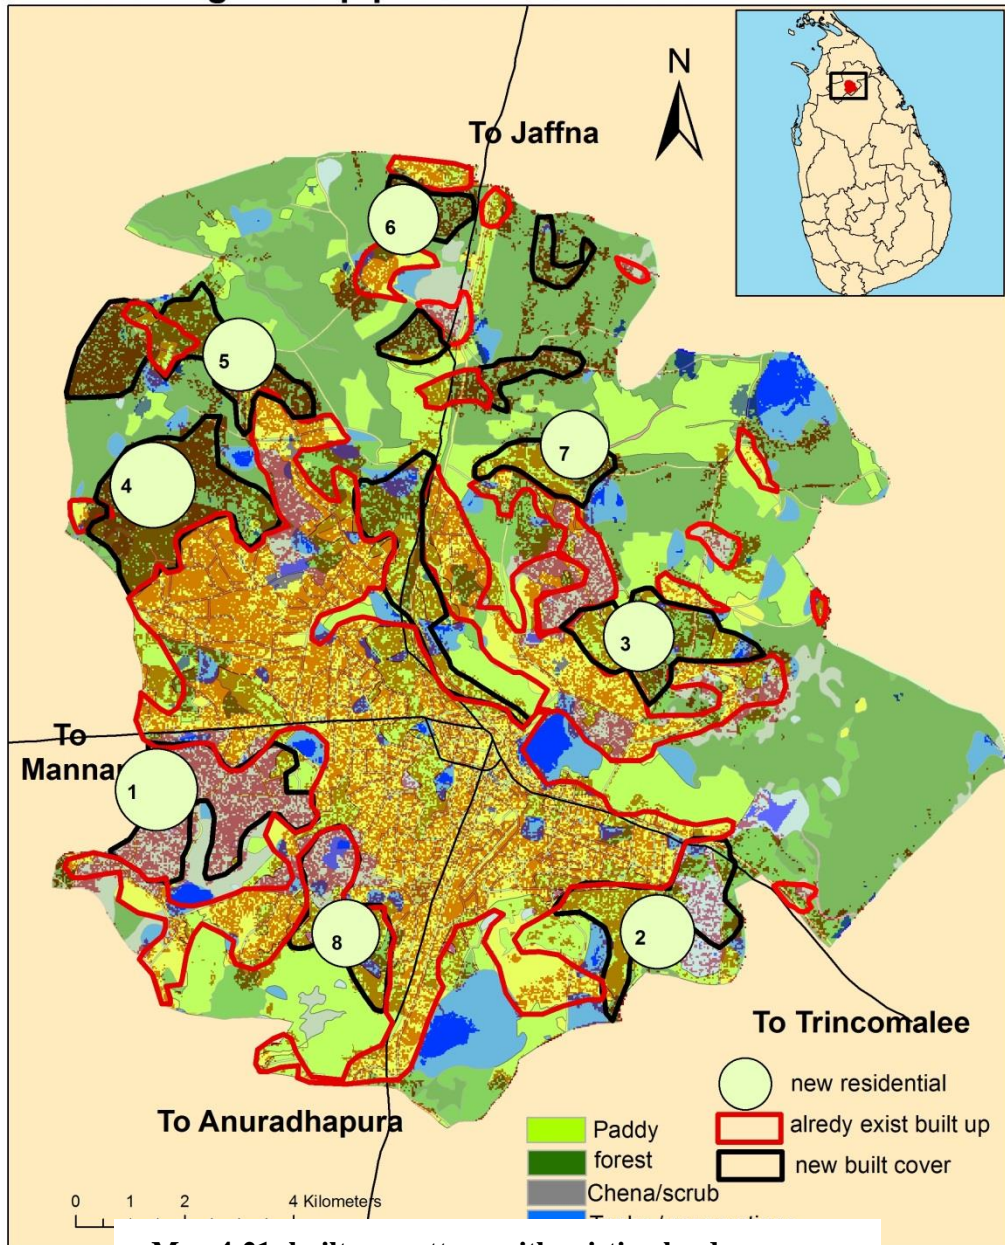 N
To Jaffna
6
5
7
4
3
To
Mannar
1
8
2
To Trincomalee
new residential
To Anuradhapura
Paddy
alredy exist built up
forest
new built cover
Chena/scrub
0 1 2 4 Kilometers